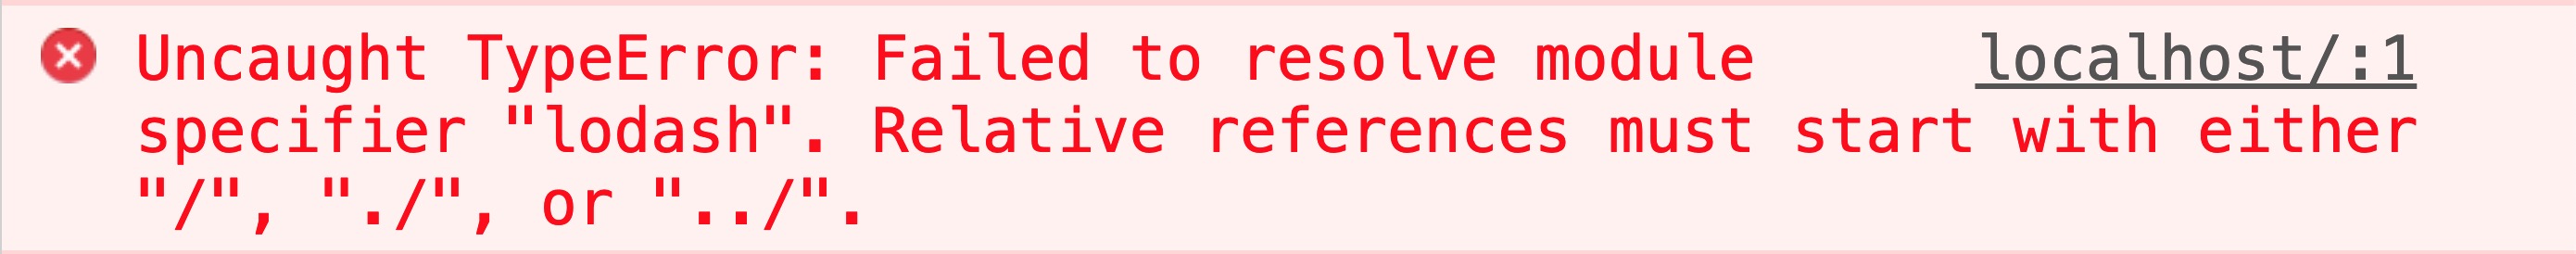 Uncaught TypeError: Failed to resolve module localhost/:1
specifier "lodash". Relative references must start with either
"/", "./", or "../".